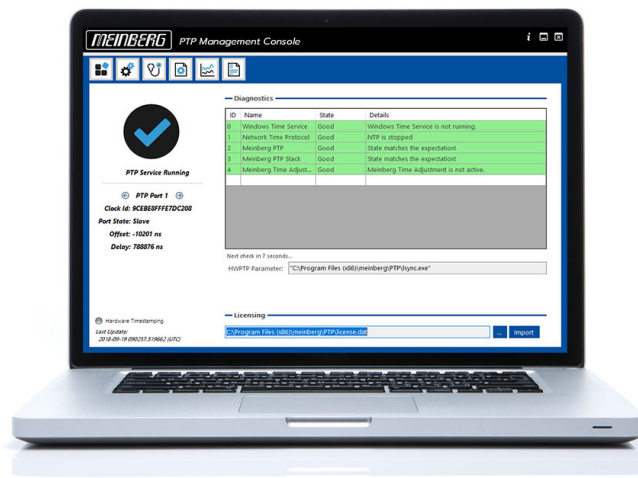 MEINBERG PTP Management Console
Diagnostics
ID Name State Details
0 Windows Time Service Good Windows Time Service is not running.
1 Network Time Protocol Good NTP is stopped
2 Meinberg PTP Good State matches the expectation!
3 Meinberg PTP Stack Good State matches the expectation!
4 Meinberg Time Adjust... Good Meinberg Time Adjustment is not active.
PTP Service Running
PTP Port 1
Clock Id: 9CEBE8FFFE7DC208
Port State: Slave
Offset: -10201 ns
Delay: 788876 ns
Next check in 7 seconds...
HWPTP Parameter: "C:\Program Files (x86)\meinberg\PTP\lsync.exe"
Hardware Timestamping
Last Update:
2018-09-19 090257.519662 (UTC)
Licensing
C:\Program Files (x86)\meinberg\PTP\license.dat
... Import